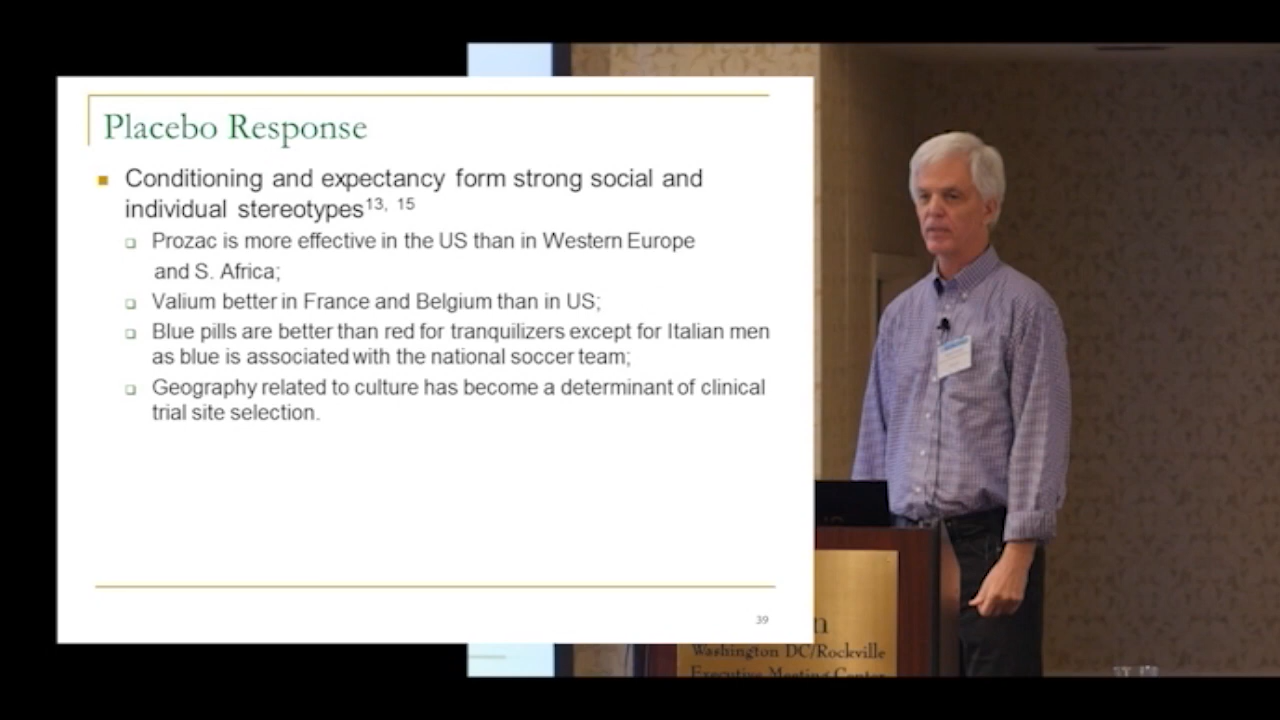 Placebo Response
Conditioning and expectancy form strong social and
individual stereotypes13, 15
Prozac is more effective in the US than in Western Europe
and S. Africa;
Valium better in France and Belgium than in US;
Blue pills are better than red for tranquilizers except for Italian men
as blue is associated with the national soccer team;
Geography related to culture has become a determinant of clinical
trial site selection.
39
Washington DC/Rockville
Executive Meeting Center